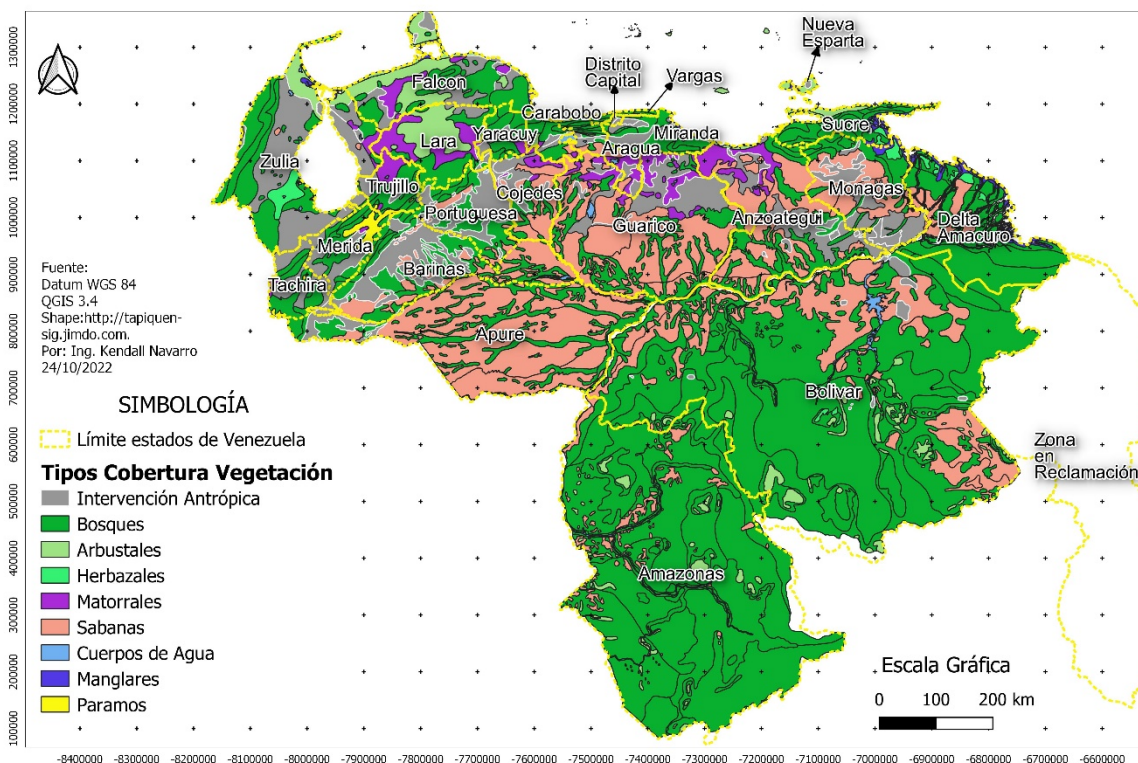 Nueva
Esparta
Distrito
Capital
Vargas
Falcon
Carabobo
Sucre
Lara
Yaracuy
Miranda
Zulia
Aragua
Trujillo
Cojedes
Monagas
Portuguesa
Guarico
Anzoategui
Delta
Amacuro
Merida
Barinas
Tachira
Apure
Bolivar
Zona
en
Reclamación
Amazonas
Fuente:
Datum WGS 84
QGIS 3.4
Shape:http://tapiquen-
sig.jimdo.com.
Por: Ing. Kendall Navarro
24/10/2022
SIMBOLOGÍA
Límite estados de Venezuela
Tipos Cobertura Vegetación
Intervención Antrópica
Bosques
Arbustales
Herbazales
Matorrales
Sabanas
Cuerpos de Agua
Manglares
Paramos
Escala Gráfica
0 100 200 km
1300000
1200000
1100000
1000000
900000
800000
700000
600000
500000
400000
300000
200000
100000
-8400000 -8300000 -8200000 -8100000 -8000000 -7900000 -7800000 -7700000 -7600000 -7500000 -7400000 -7300000 -7200000 -7100000 -7000000 -6900000 -6800000 -6700000 -6600000